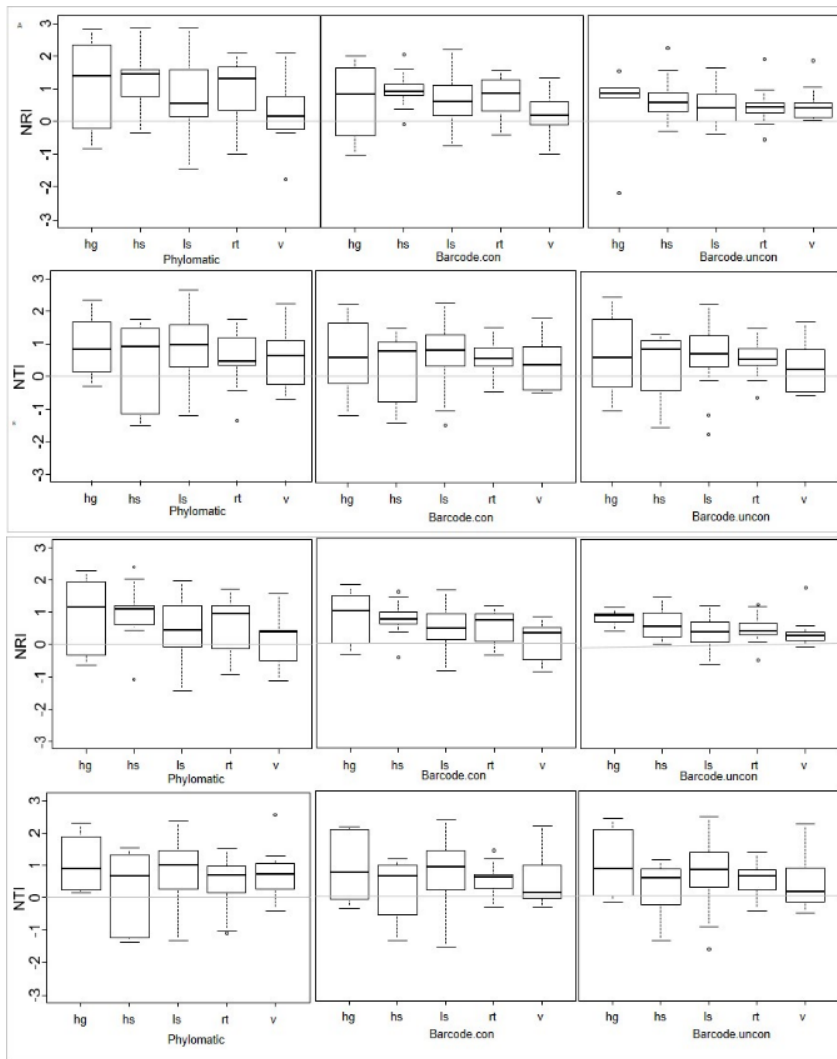 A
NRI
3
2
1
0
-1
-2
-3
hg hs ls rt v
Phylomatic
hg hs ls rt v
Barcode.con
hg hs ls rt v
Barcode.uncon
NTI
3
2
1
0
-1
-2
-3
hg hs ls rt v
Phylomatic
hg hs ls rt v
Barcode.con
hg hs ls rt v
Barcode.uncon
NRI
3
2
1
0
-1
-2
-3
hg hs ls rt v
Phylomatic
hg hs ls rt v
Barcode.con
hg hs ls rt v
Barcode.uncon
NTI
3
2
1
0
-1
-2
-3
hg hs ls rt v
Phylomatic
hg hs ls rt v
Barcode.con
hg hs ls rt v
Barcode.uncon